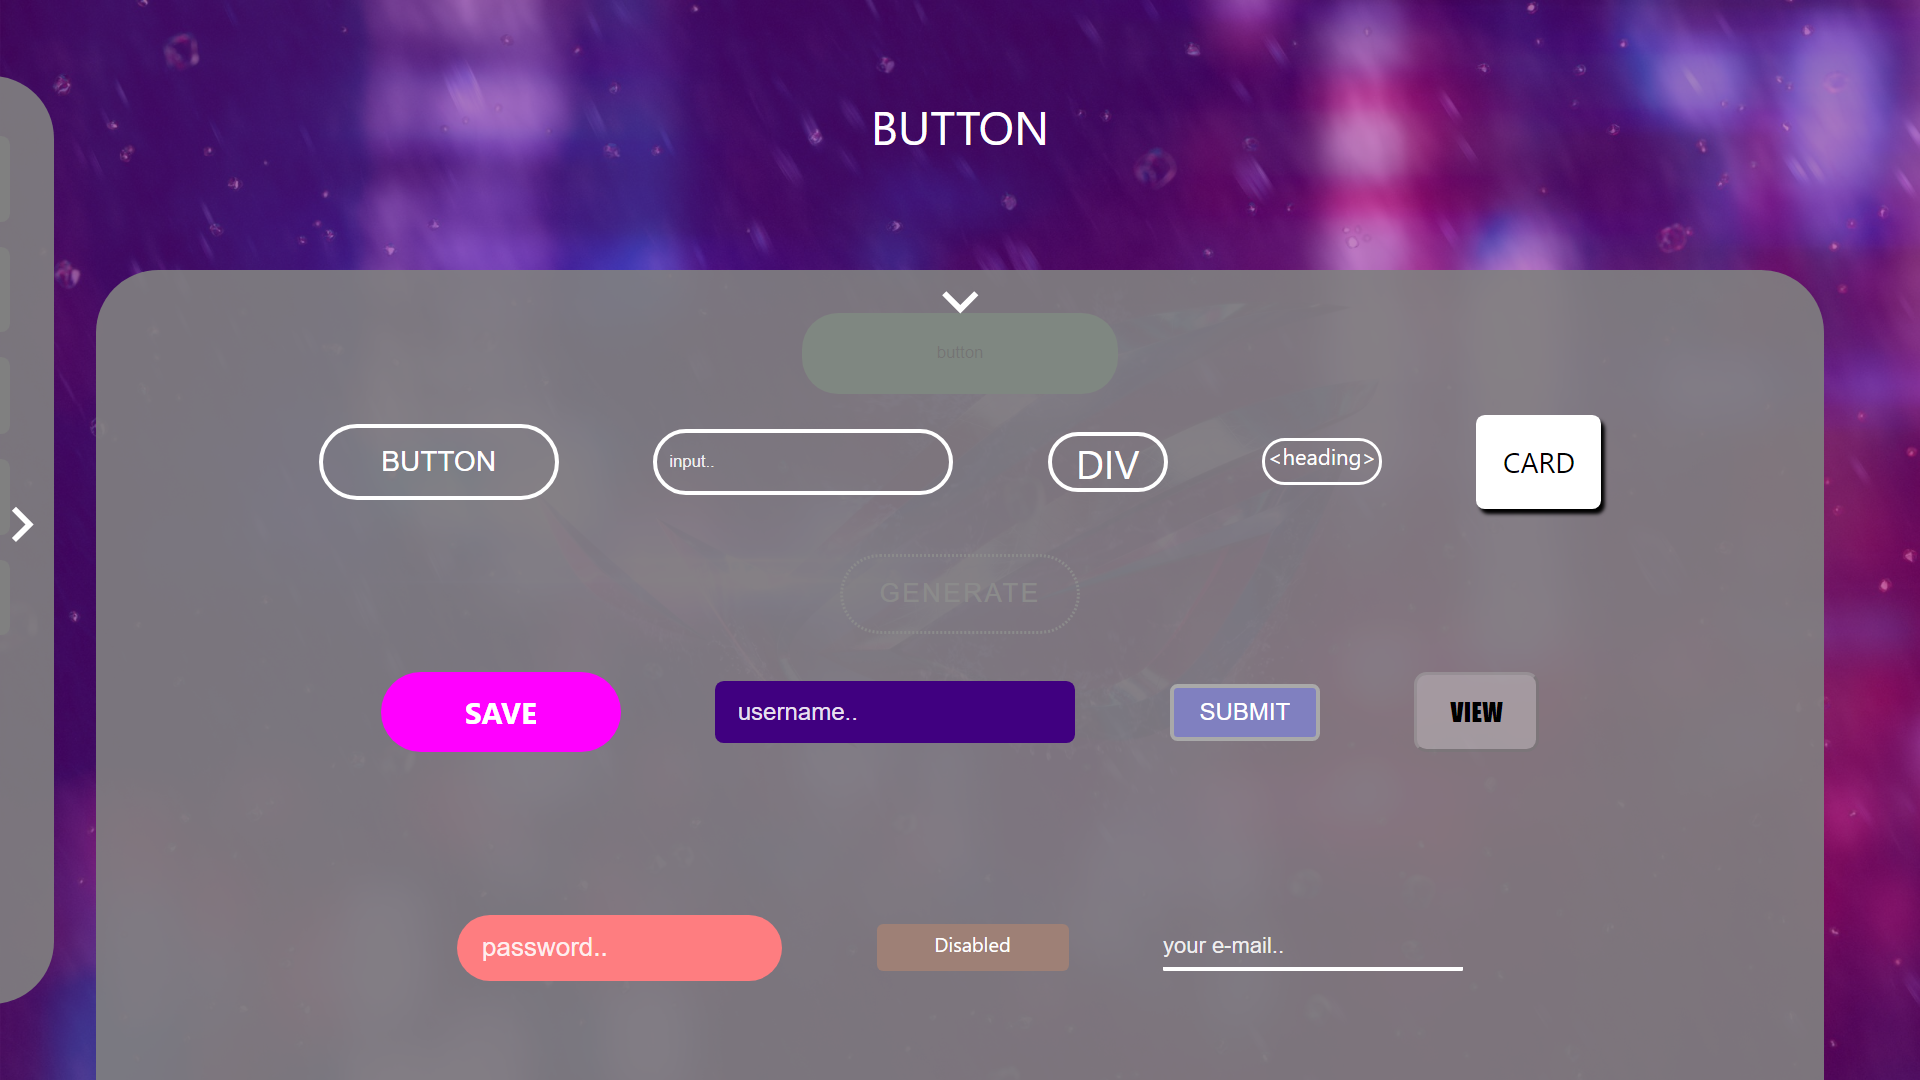 BUTTON
button
BUTTON
input..
DIV
<heading>
CARD
GENERATE
SAVE
username..
SUBMIT
VIEW
password..
Disabled
your e-mail..